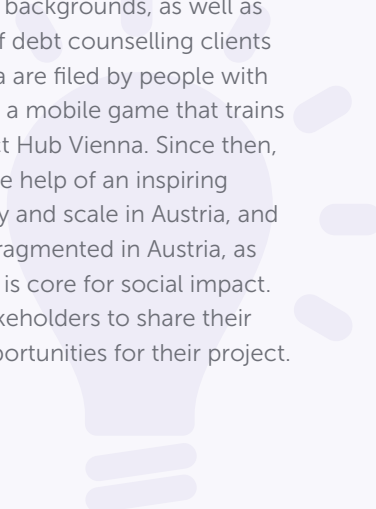 backgrounds, as well as
f debt counselling clients
a are filed by people with
a mobile game that trains
t Hub Vienna. Since then,
e help of an inspiring
y and scale in Austria, and
ragmented in Austria, as
is core for social impact.
keholders to share their
portunities for their project.